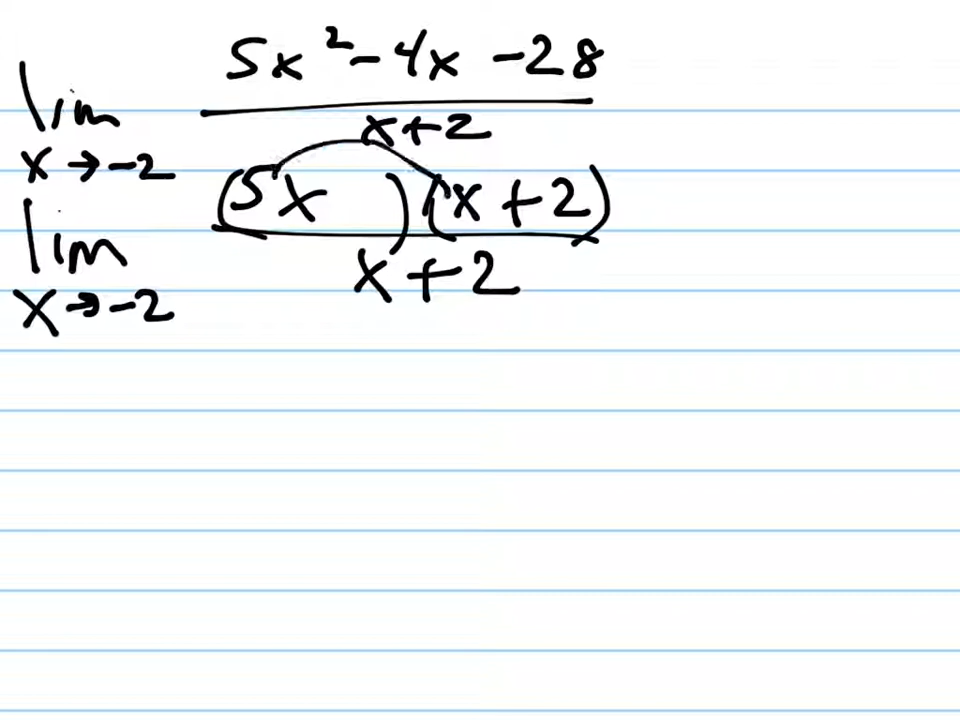 lim x→-2 5x² - 4x - 28 / x + 2
lim x→-2 (5x ) (x + 2) / x + 2